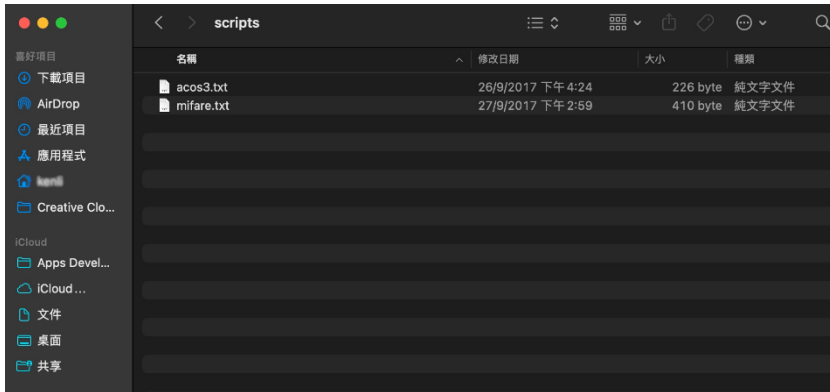 scripts
喜好項目
下載項目
AirDrop
最近項目
應用程式
Creative Clo...
iCloud
Apps Devel...
iCloud ...
文件
桌面
共享
名稱 修改日期 大小 種類
acos3.txt 26/9/2017 下午 4:24 226 byte 純文字文件
mifare.txt 27/9/2017 下午 2:59 410 byte 純文字文件